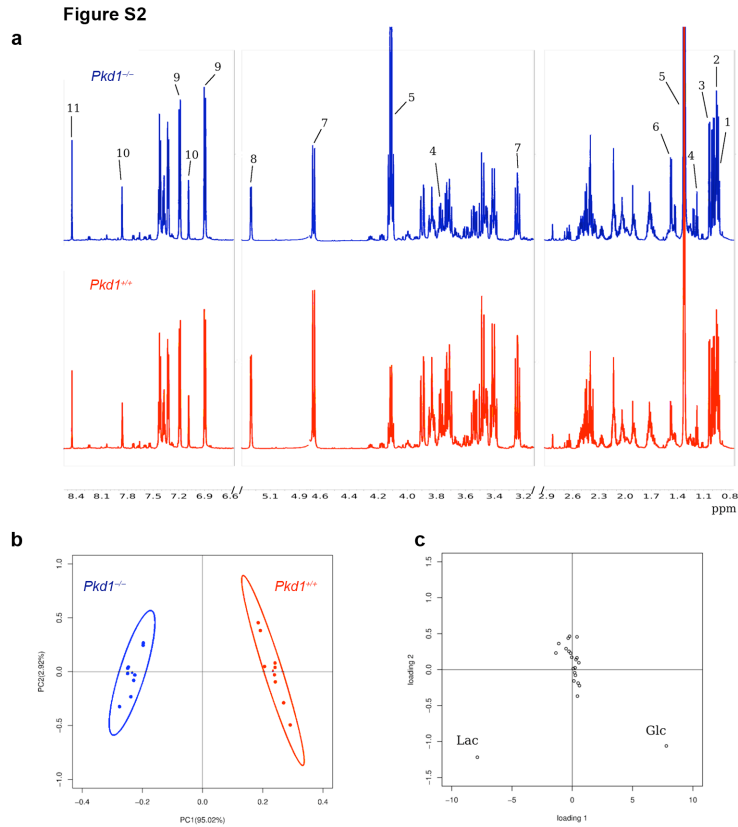 Figure S2
a
Pkd1−/−
11
10
9
10
9
8
7
5
4
7
5
6
4
3
2
1
Pkd1+/+
8.4 8.1 7.8 7.5 7.2 6.9 6.6 5.1 4.9 4.6 4.2 4.0 3.8 3.6 3.4 3.2 2.9 2.6 2.3 2.0 1.7 1.4 1.1 0.8
ppm
b
Pkd1−/−
Pkd1+/+
PC2(2.92%)
1.0
0.5
0.0
−0.5
−1.0
−0.4 −0.2 0.0 0.2 0.4
PC1(95.02%)
c
loading 2
1.5
1.0
0.5
0.0
−0.5
−1.0
−1.5
Lac
Glc
−10 −5 0 5 10
loading 1